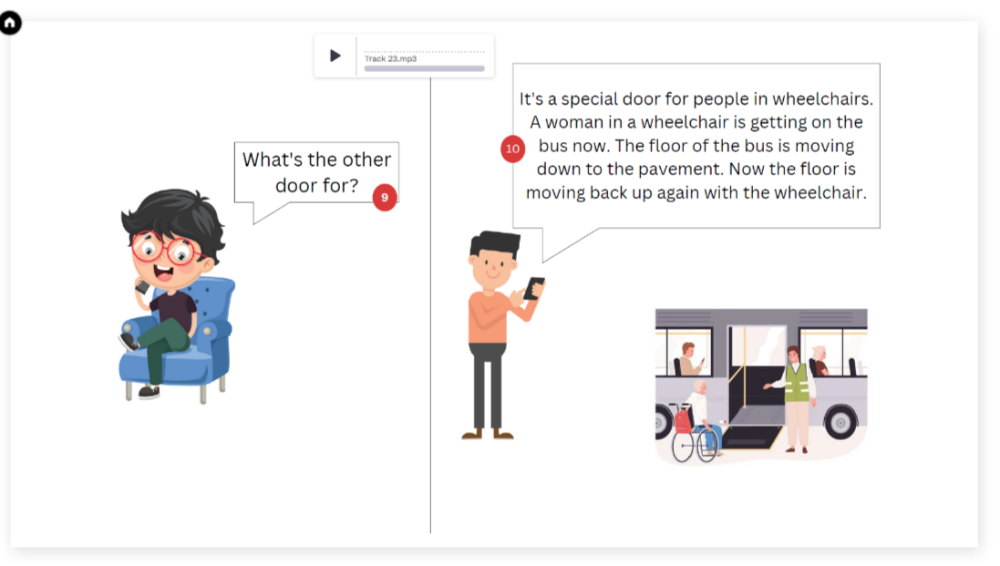 Track 23.mp3
What's the other
door for?
9
It's a special door for people in wheelchairs.
A woman in a wheelchair is getting on the
10
bus now. The floor of the bus is moving
down to the pavement. Now the floor is
moving back up again with the wheelchair.